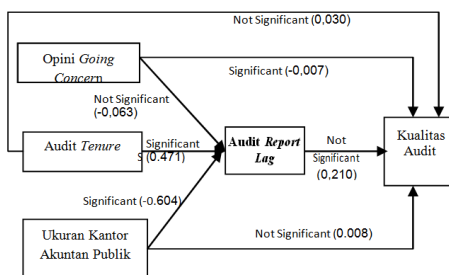 Not Significant (0,030)
Opini Going
Concern
Significant (-0,007)
Not Significant
(-0,063)
Audit Tenure
Significant
S (0.471)
Audit Report
Lag
Not
Significant
(0,210)
Kualitas
Audit
Significant (-0.604)
Ukuran Kantor
Akuntan Publik
Not Significant (0.008)